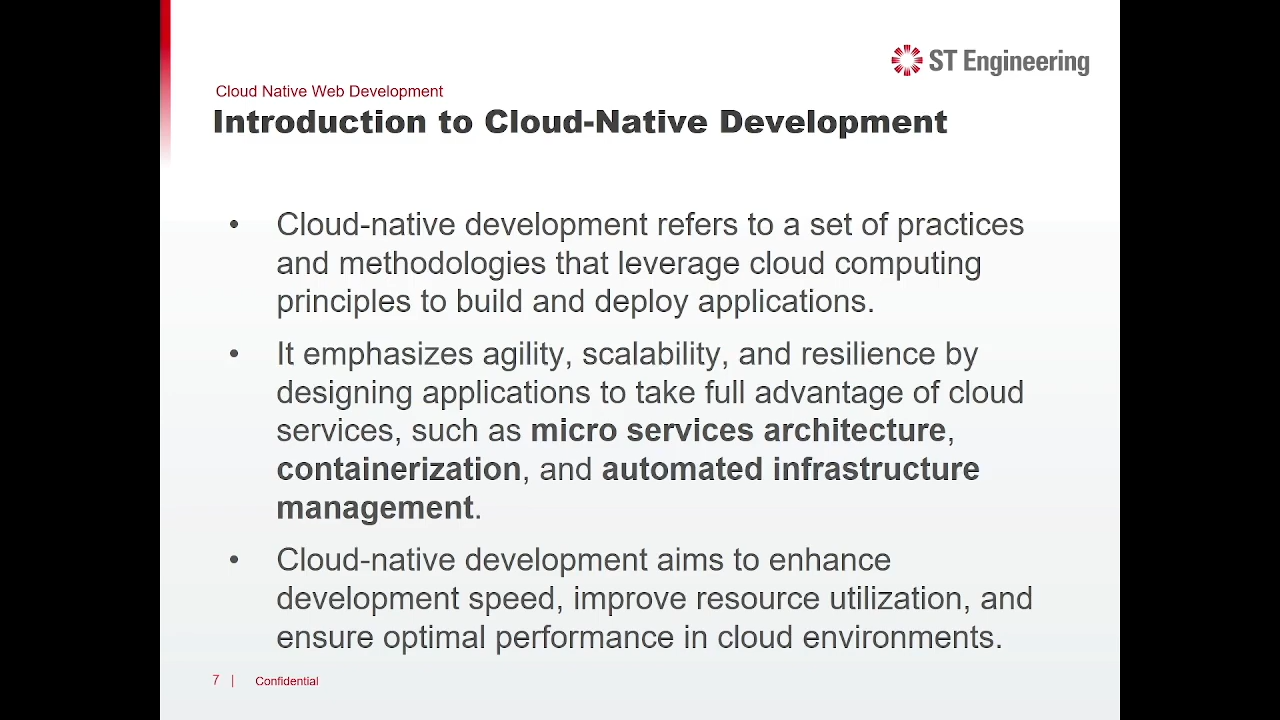 ST Engineering
Cloud Native Web Development
Introduction to Cloud-Native Development
• Cloud-native development refers to a set of practices
and methodologies that leverage cloud computing
principles to build and deploy applications.
• It emphasizes agility, scalability, and resilience by
designing applications to take full advantage of cloud
services, such as micro services architecture,
containerization, and automated infrastructure
management.
• Cloud-native development aims to enhance
development speed, improve resource utilization, and
ensure optimal performance in cloud environments.
7 | Confidential